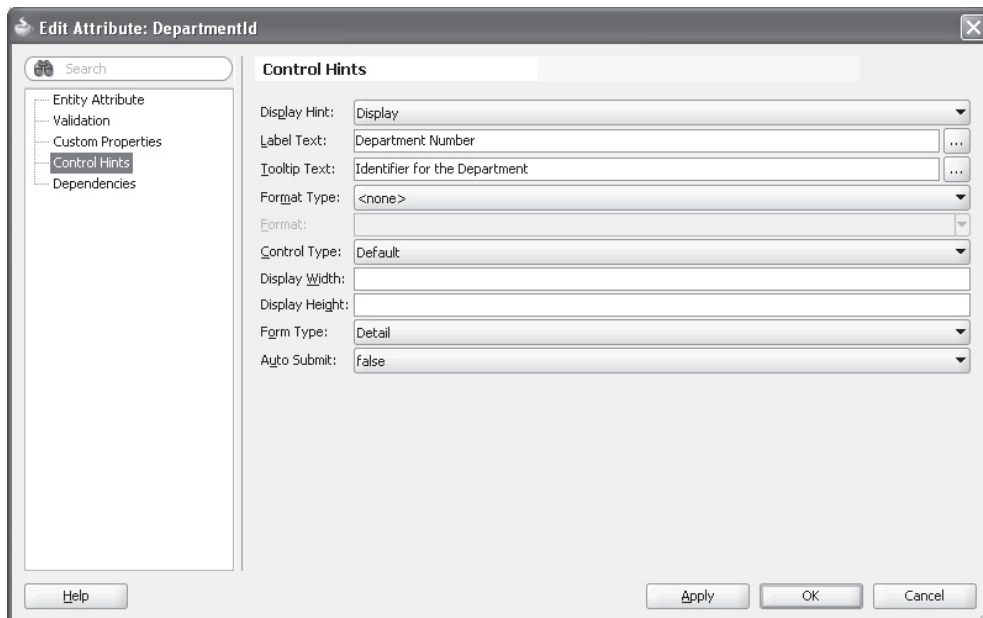 Edit Attribute: DepartmentId
Search
Entity Attribute
Validation
Custom Properties
Control Hints
Dependencies
Control Hints
Display Hint: Display
Label Text: Department Number ...
Tooltip Text: Identifier for the Department ...
Format Type: <none>
Format:
Control Type: Default
Display Width:
Display Height:
Form Type: Detail
Auto Submit: false
Help
Apply
OK
Cancel